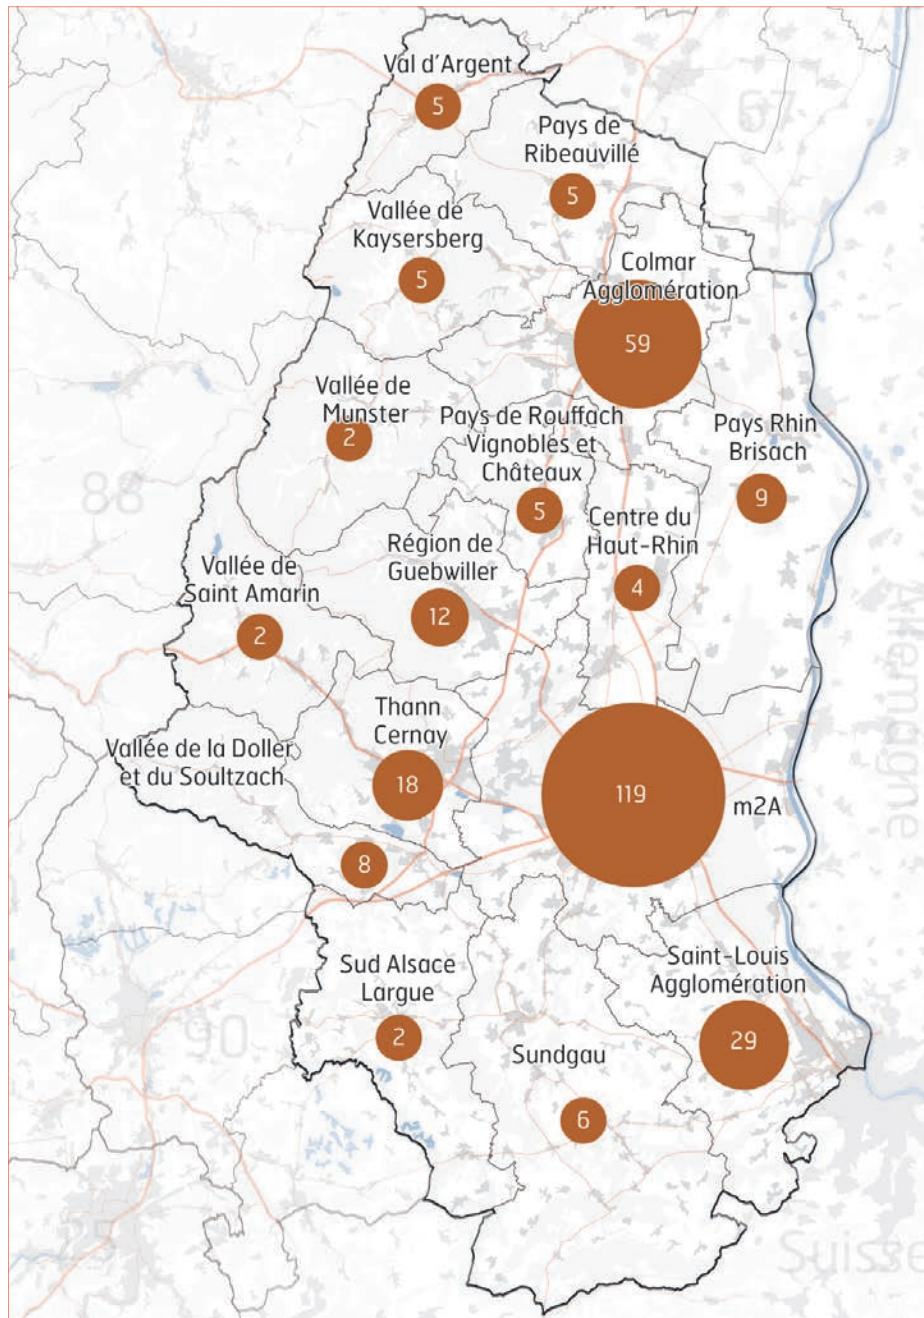 Val d'Argent
5
67
Pays de
Ribeauvillé
5
Vallée de
Kaysersberg
5
Colmar
Agglomération
59
Vallée de
Munster
2
Pays de Rouffach
Vignobles et
Châteaux
5
Pays Rhin
Brisach
9
88
Centre du
Haut-Rhin
4
Région de
Guebwiller
12
Vallée de
Saint Amarin
2
Allemagne
Thann
Cernay
18
Vallée de la Doller
et du Soultzach
8
119
m2A
Sud Alsace
Largue
2
90
Saint-Louis
Agglomération
29
Sundgau
6
25
Suisse